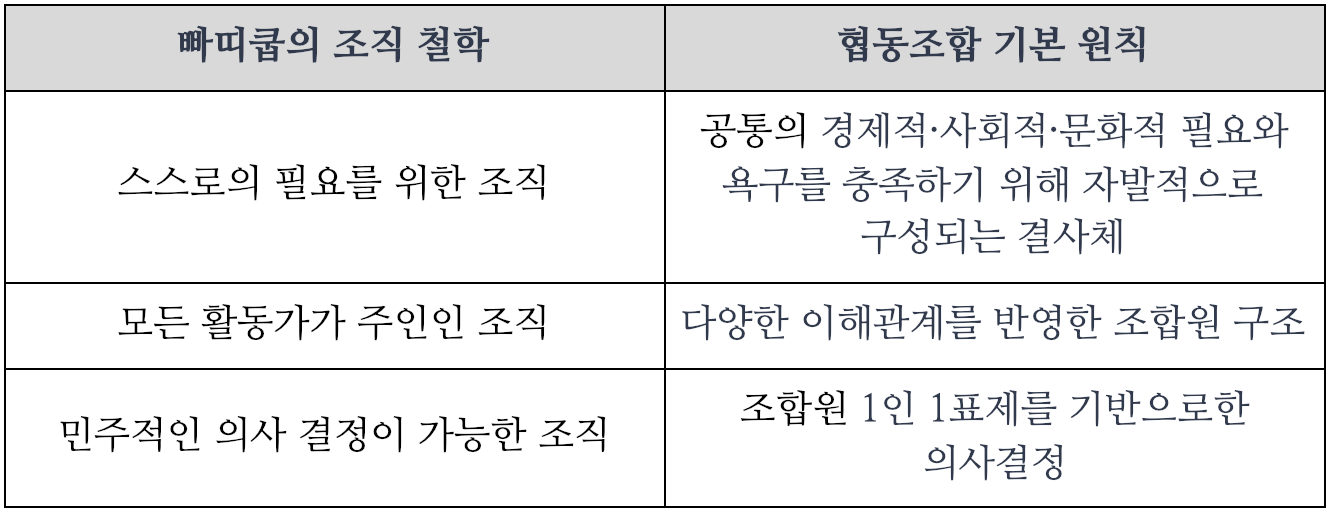 빠띠쿱의 조직 철학
협동조합 기본 원칙
스스로의 필요를 위한 조직
공통의 경제적·사회적·문화적 필요와
욕구를 충족하기 위해 자발적으로
구성되는 결사체
모든 활동가가 주인인 조직
다양한 이해관계를 반영한 조합원 구조
민주적인 의사 결정이 가능한 조직
조합원 1인 1표제를 기반으로한
의사결정